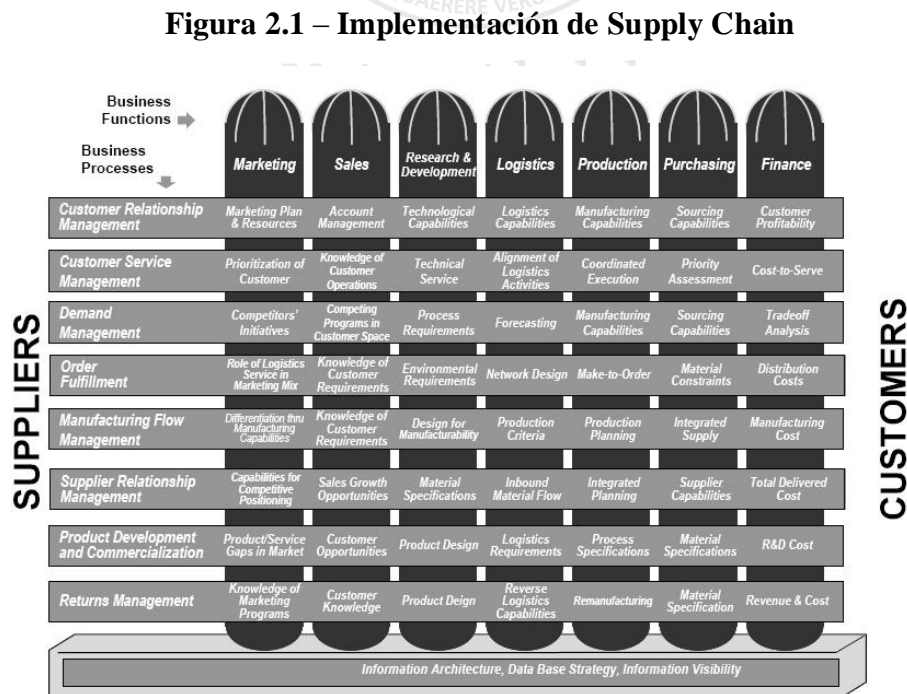 QUAERERE VERUM
Figura 2.1 – Implementación de Supply Chain
Business
Functions
Business
Processes
Marketing
Sales
Research &
Development
Logistics
Production
Purchasing
Finance
SUPPLIERS
CUSTOMERS
Customer Relationship
Management
Marketing Plan
& Resources
Account
Management
Technological
Capabilities
Logistics
Capabilities
Manufacturing
Capabilities
Sourcing
Capabilities
Customer
Profitability
Customer Service
Management
Prioritization of
Customer
Knowledge of
Customer
Operations
Technical
Service
Alignment of
Logistics
Activities
Coordinated
Execution
Priority
Assessment
Cost-to-Serve
Demand
Management
Competitors'
Initiatives
Competing
Programs in
Customer Space
Process
Requirements
Forecasting
Manufacturing
Capabilities
Sourcing
Capabilities
Tradeoff
Analysis
Order
Fulfillment
Role of Logistics
Service in
Marketing Mix
Knowledge of
Customer
Requirements
Environmental
Requirements
Network Design
Make-to-Order
Material
Constraints
Distribution
Costs
Manufacturing Flow
Management
Differentiation thru
Manufacturing
Capabilities
Knowledge of
Customer
Requirements
Design for
Manufacturability
Production
Criteria
Production
Planning
Integrated
Supply
Manufacturing
Cost
Supplier Relationship
Management
Capabilities for
Competitive
Positioning
Sales Growth
Opportunities
Material
Specifications
Inbound
Material Flow
Integrated
Planning
Supplier
Capabilities
Total Delivered
Cost
Product Development
and Commercialization
Product/Service
Gaps in Market
Customer
Opportunities
Product Design
Logistics
Requirements
Process
Specifications
Material
Specifications
R&D Cost
Returns Management
Knowledge of
Marketing
Programs
Customer
Knowledge
Product Deign
Reverse
Logistics
Capabilities
Remanufacturing
Material
Specification
Revenue & Cost
Information Architecture, Data Base Strategy, Information Visibility